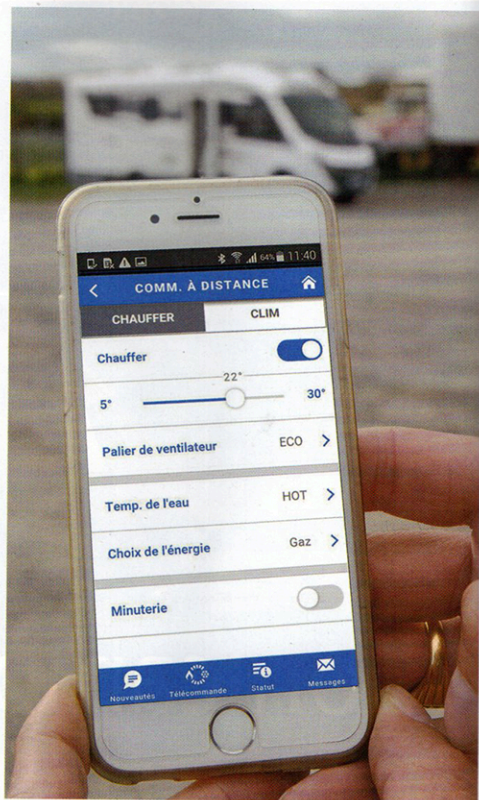 64% 11:40
COMM. À DISTANCE
CHAUFFER CLIM
Chauffer
22°
5° 30°
Palier de ventilateur ECO
Temp. de l'eau HOT
Choix de l'énergie Gaz
Minuterie
Nouveautés Télécommande Statut Messages